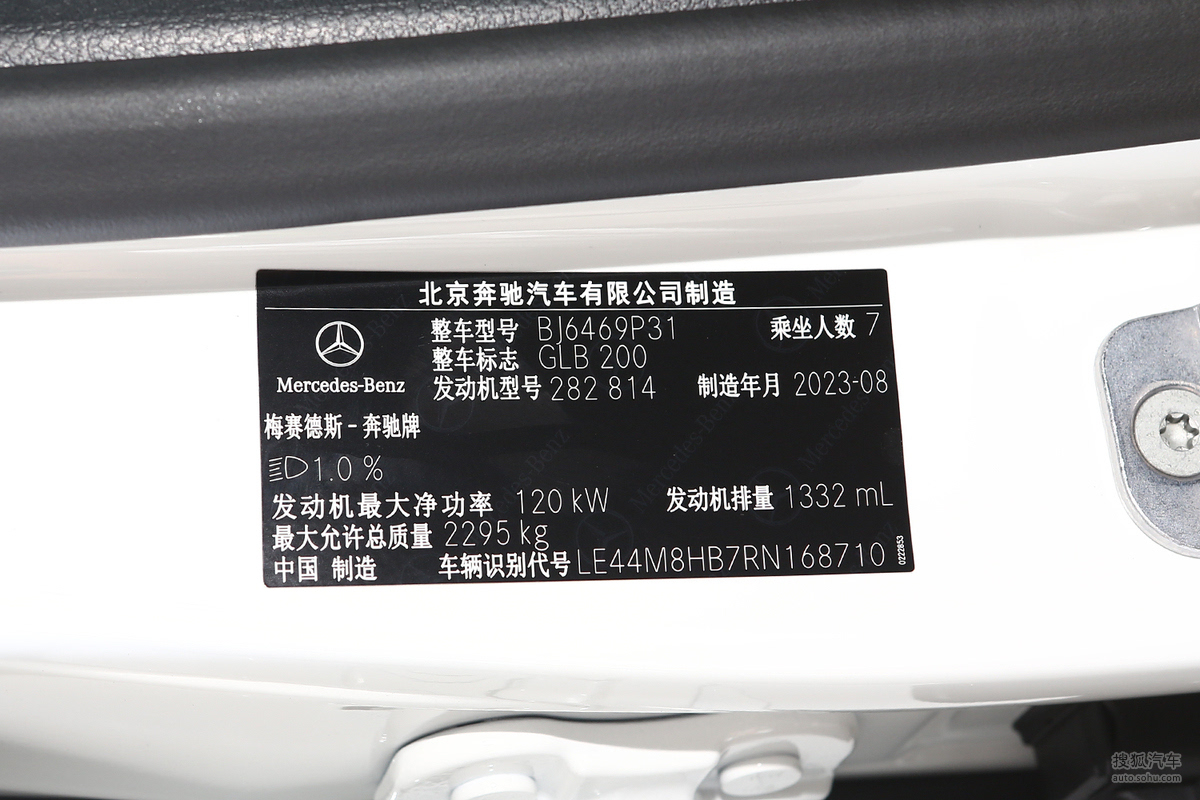 北京奔驰汽车有限公司制造
整车型号 BJ6469P31 乘坐人数 7
整车标志 GLB 200
发动机型号 282 814 制造年月 2023-08
Mercedes-Benz
梅赛德斯-奔驰牌
1.0 %
发动机最大净功率 120 kW 发动机排量 1332 mL
最大允许总质量 2295 kg
中国 制造 车辆识别代号 LE44M8HB7RN168710
0222853
搜狐汽车
auto.sohu.com